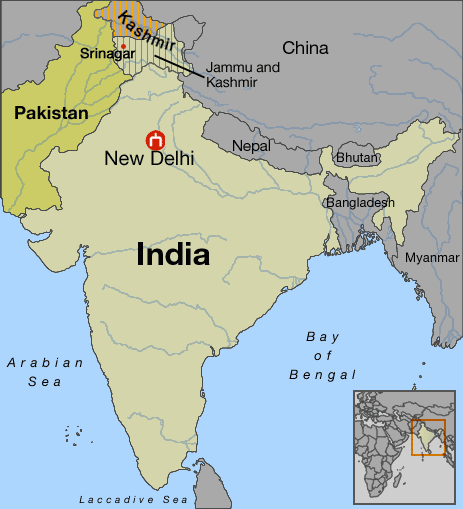 Kashmir
China
Srinagar
Jammu and
Kashmir
Pakistan
Nepal
Bhutan
New Delhi
Bangladesh
India
Myanmar
Bay
of
Bengal
Arabian
Sea
Laccadive Sea